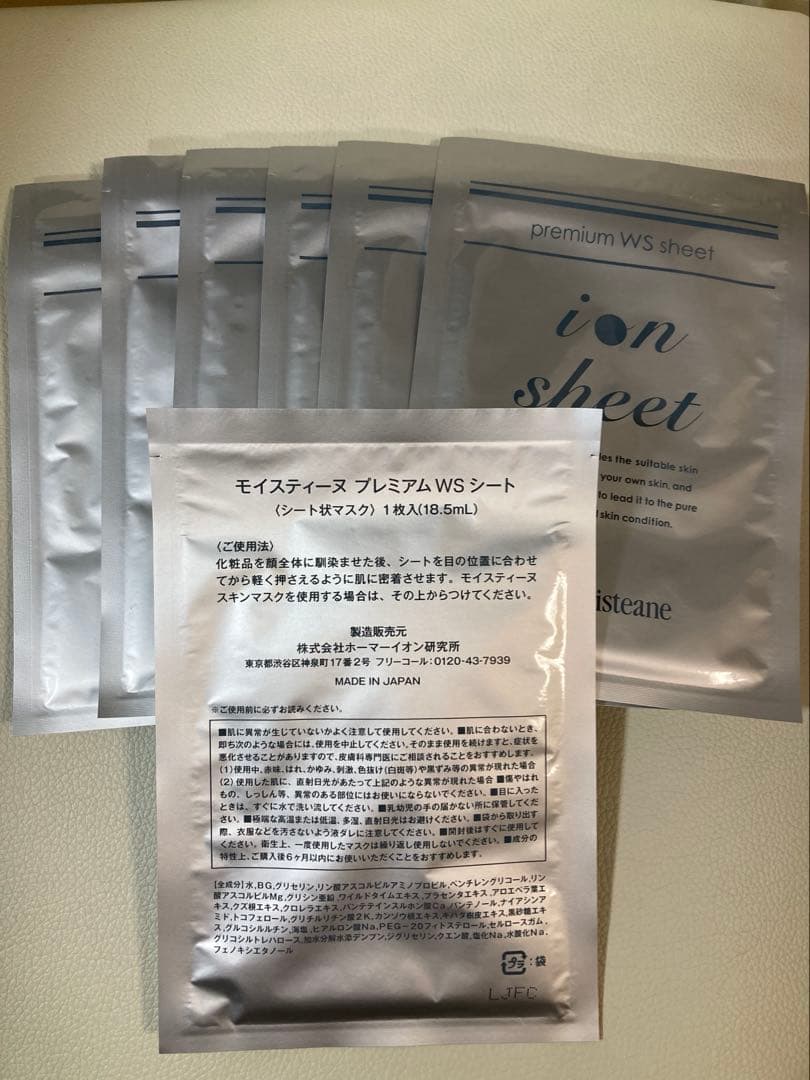 premium WS sheet
ion
sheet
les the suitable skin
your own skin, and
to lead it to the pure
skin condition.
isteane
モイスティーヌ プレミアム WS シート
〈シート状マスク〉 1枚入(18.5mL)
〈ご使用法〉
化粧品を顔全体に馴染ませた後、シートを目の位置に合わせ
てから軽く押さえるように肌に密着させます。モイスティーヌ
スキンマスクを使用する場合は、その上からつけてください。
製造販売元
株式会社ホーマーイオン研究所
東京都渋谷区神泉町17番2号 フリーコール:0120-43-7939
MADE IN JAPAN
※ご使用前に必ずお読みください。
■肌に異常が生じていないかよく注意して使用してください。■肌に合わないとき、
即ち次のような場合には、使用を中止してください。そのまま使用を続けますと、症状を
悪化させることがありますので、皮膚科専門医にご相談されることをおすすめします。
(1)使用中、赤味、はれ、かゆみ、刺激、色抜け(白斑等)や黒ずみ等の異常が現れた場合
(2)使用した肌に、直射日光があたって上記のような異常が現れた場合 ■傷やはれ
もの、しっしん等、異常のある部位にはお使いにならないでください。■目に入った
ときは、すぐに水で洗い流してください。■乳幼児の手の届かない所に保管してくだ
さい。■極端な高温または低温、多湿、直射日光はお避けください。■袋から取り出す
際、衣服などを汚さないよう液ダレに注意してください。■開封後はすぐに使用して
ください。衛生上、一度使用したマスクは繰り返し使用しないでください。■成分の
特性上、ご購入後6ヶ月以内にお使いいただくことをおすすめします。
[全成分]水,BG,グリセリン,リン酸アスコルビルアミノプロピル,ペンチレングリコール,リン
酸アスコルビルMg,グリシン亜鉛,ワイルドタイムエキス,プラセンタエキス,アロエベラ葉エ
キス,クズ根エキス,クロレラエキス,パンテテインスルホン酸Ca,パンテノール,ナイアシンア
ミド,トコフェロール,グリチルリチン酸2K,カンゾウ根エキス,キハダ樹皮エキス,黒砂糖エキ
ス,グルコシルルチン,海塩,ヒアルロン酸Na,PEG-20フィトステロール,セルロースガム,
グリコシルトレハロース,加水分解水添デンプン,ジグリセリン,クエン酸,塩化Na,水酸化Na,
フェノキシエタノール
プラ:袋
LJFC